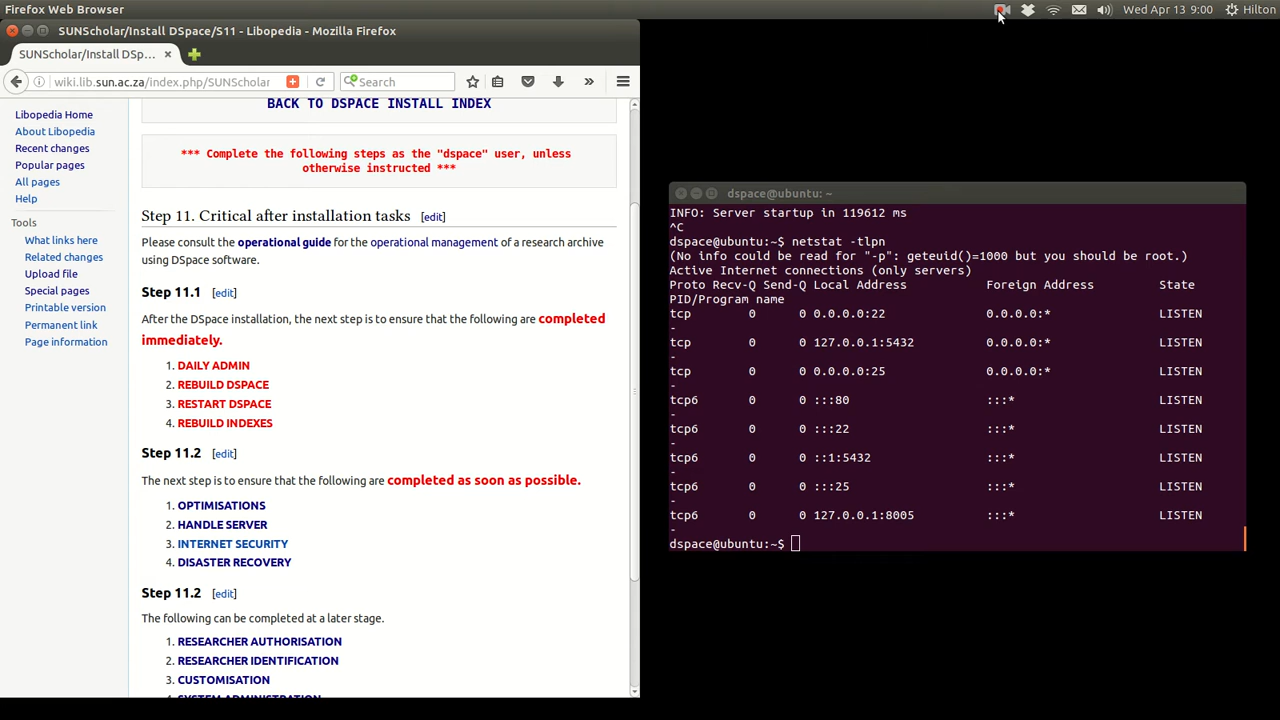 Firefox Web Browser
Wed Apr 13 9:00
Hilton
SUNScholar/Install DSpace/S11 - Libopedia - Mozilla Firefox
SUNScholar/Install DSp...
wiki.lib.sun.ac.za/index.php/SUNScholar
Search
Libopedia Home
About Libopedia
Recent changes
Popular pages
All pages
Help
Tools
What links here
Related changes
Upload file
Special pages
Printable version
Permanent link
Page information
BACK TO DSPACE INSTALL INDEX
*** Complete the following steps as the "dspace" user, unless
otherwise instructed ***
Step 11. Critical after installation tasks [edit]
Please consult the operational guide for the operational management of a research archive
using DSpace software.
Step 11.1 [edit]
After the DSpace installation, the next step is to ensure that the following are completed
immediately.
1. DAILY ADMIN
2. REBUILD DSPACE
3. RESTART DSPACE
4. REBUILD INDEXES
Step 11.2 [edit]
The next step is to ensure that the following are completed as soon as possible.
1. OPTIMISATIONS
2. HANDLE SERVER
3. INTERNET SECURITY
4. DISASTER RECOVERY
Step 11.2 [edit]
The following can be completed at a later stage.
1. RESEARCHER AUTHORISATION
2. RESEARCHER IDENTIFICATION
3. CUSTOMISATION
4. SYSTEM ADMINISTRATION
dspace@ubuntu: ~
INFO: Server startup in 119612 ms
^C
dspace@ubuntu:~$ netstat -tlpn
(No info could be read for "-p": geteuid()=1000 but you should be root.)
Active Internet connections (only servers)
Proto Recv-Q Send-Q Local Address Foreign Address State
PID/Program name
tcp 0 0 0.0.0.0:22 0.0.0.0:* LISTEN
-
tcp 0 0 127.0.0.1:5432 0.0.0.0:* LISTEN
-
tcp 0 0 0.0.0.0:25 0.0.0.0:* LISTEN
-
tcp6 0 0 :::80 :::* LISTEN
-
tcp6 0 0 :::22 :::* LISTEN
-
tcp6 0 0 ::1:5432 :::* LISTEN
-
tcp6 0 0 :::25 :::* LISTEN
-
tcp6 0 0 127.0.0.1:8005 :::* LISTEN
-
dspace@ubuntu:~$